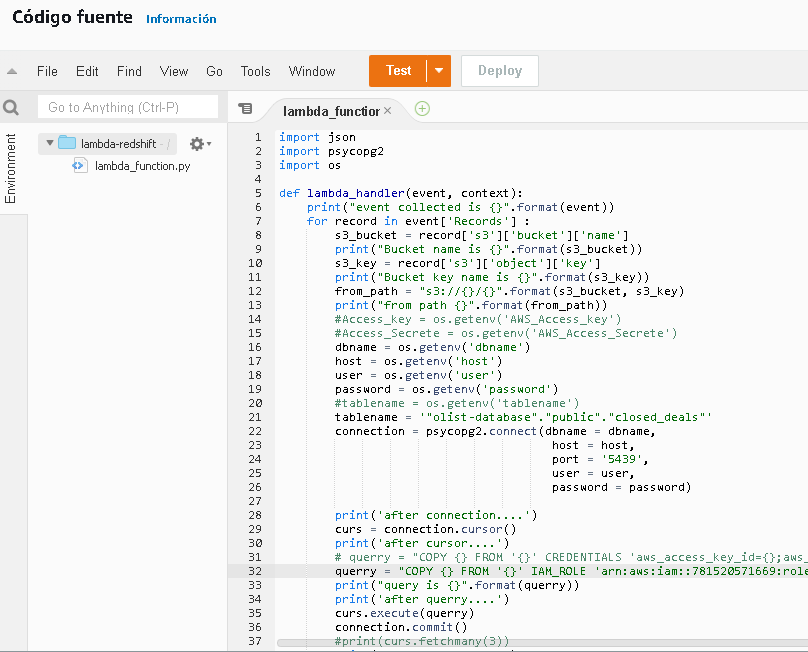 Código fuente Información
File Edit Find View Go Tools Window Test Deploy
Go to Anything (Ctrl-P)
lambda_function
Environment
lambda-redshift - /
lambda_function.py
1 import json
2 import psycopg2
3 import os
4
5 def lambda_handler(event, context):
6 print("event collected is {}".format(event))
7 for record in event['Records'] :
8 s3_bucket = record['s3']['bucket']['name']
9 print("Bucket name is {}".format(s3_bucket))
10 s3_key = record['s3']['object']['key']
11 print("Bucket key name is {}".format(s3_key))
12 from_path = "s3://{}/{}".format(s3_bucket, s3_key)
13 print("from path {}".format(from_path))
14 #Access_key = os.getenv('AWS_Access_key')
15 #Access_Secrete = os.getenv('AWS_Access_Secrete')
16 dbname = os.getenv('dbname')
17 host = os.getenv('host')
18 user = os.getenv('user')
19 password = os.getenv('password')
20 #tablename = os.getenv('tablename')
21 tablename = '"olist-database"."public"."closed_deals"'
22 connection = psycopg2.connect(dbname = dbname,
23 host = host,
24 port = '5439',
25 user = user,
26 password = password)
27
28 print('after connection....')
29 curs = connection.cursor()
30 print('after cursor....')
31 # querry = "COPY {} FROM '{}' CREDENTIALS 'aws_access_key_id={};aws_
32 querry = "COPY {} FROM '{}' IAM_ROLE 'arn:aws:iam::781520571669:role
33 print("query is {}".format(querry))
34 print('after querry....')
35 curs.execute(querry)
36 connection.commit()
37 #print(curs.fetchmany(3))